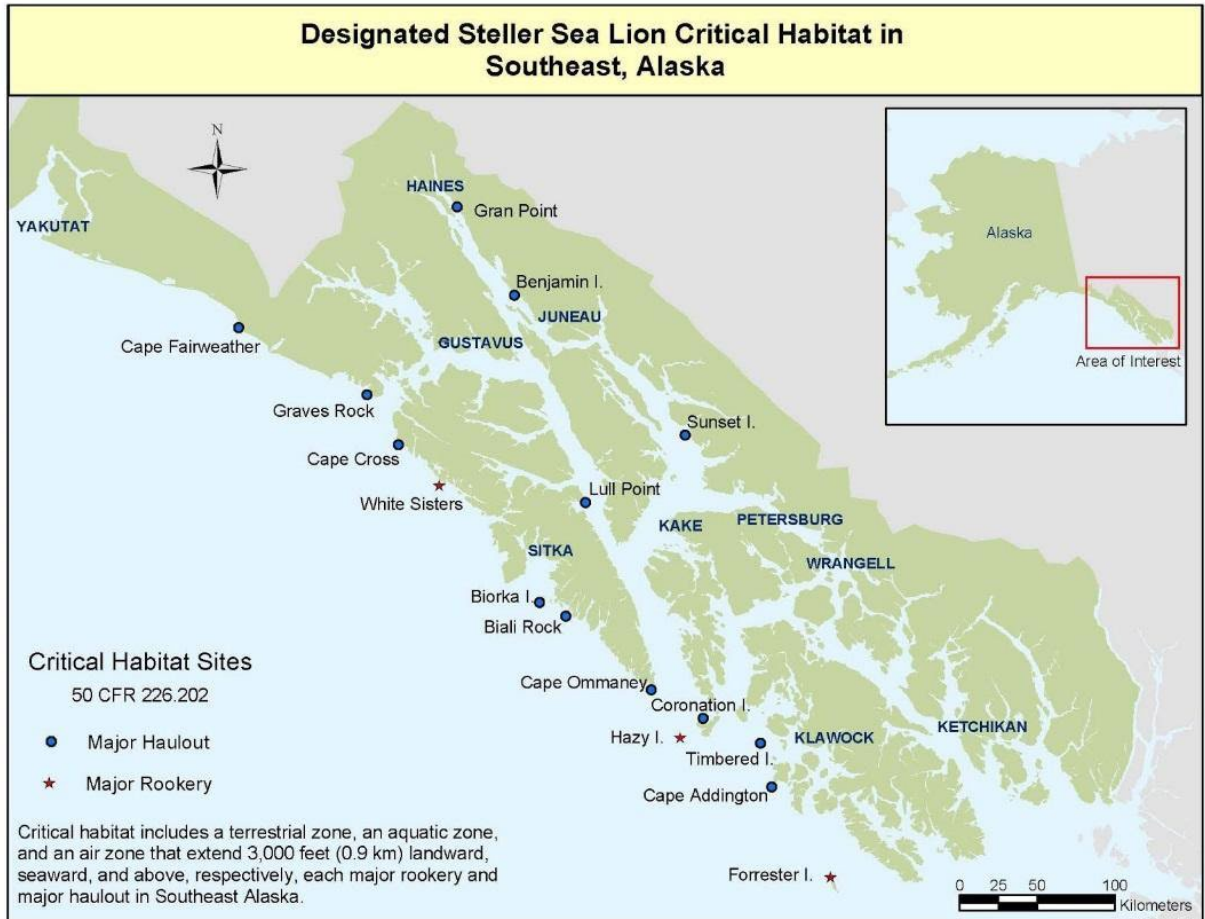 Designated Steller Sea Lion Critical Habitat in
Southeast, Alaska
N
HAINES
Gran Point
YAKUTAT
Alaska
Benjamin I.
JUNEAU
Cape Fairweather
GUSTAVUS
Area of Interest
Graves Rock
Sunset I.
Cape Cross
Lull Point
White Sisters
KAKE
PETERSBURG
SITKA
WRANGELL
Biorka I.
Biali Rock
Critical Habitat Sites
50 CFR 226.202
Cape Ommaney
Coronation I.
Major Haulout
Hazy I.
KLAWOCK
KETCHIKAN
Timbered I.
Major Rookery
Cape Addington
Critical habitat includes a terrestrial zone, an aquatic zone,
and an air zone that extend 3,000 feet (0.9 km) landward,
seaward, and above, respectively, each major rookery and
major haulout in Southeast Alaska.
Forrester I.
0 25 50 100
Kilometers